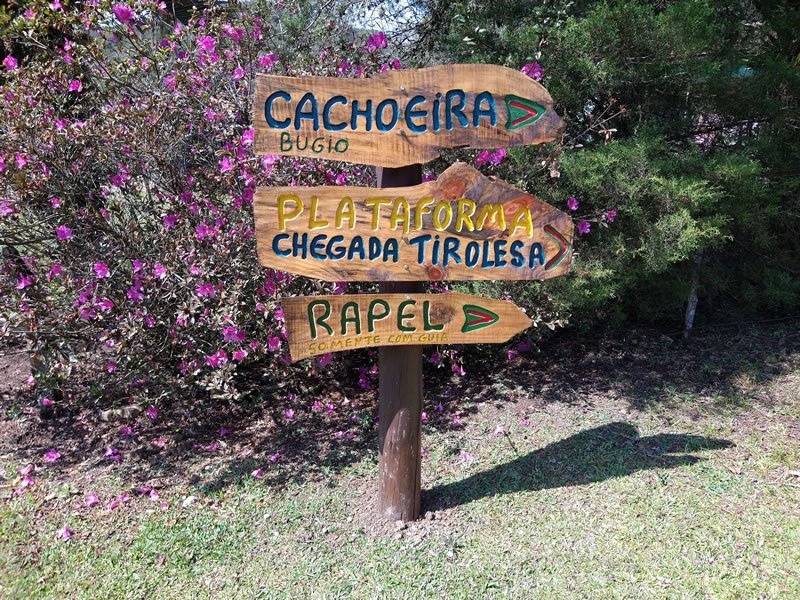 CACHOEIRA
BUGIO
PLATAFORMA
CHEGADA TIROLESA
RAPEL
SOMENTE COM GUIA